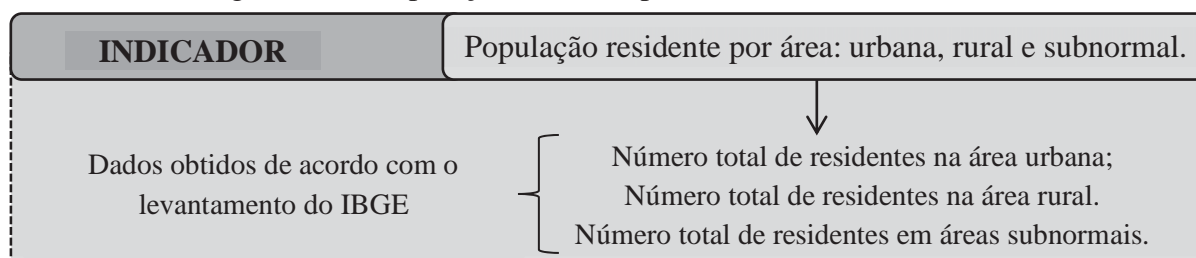 INDICADOR
População residente por área: urbana, rural e subnormal.
Dados obtidos de acordo com o
levantamento do IBGE
Número total de residentes na área urbana;
Número total de residentes na área rural.
Número total de residentes em áreas subnormais.